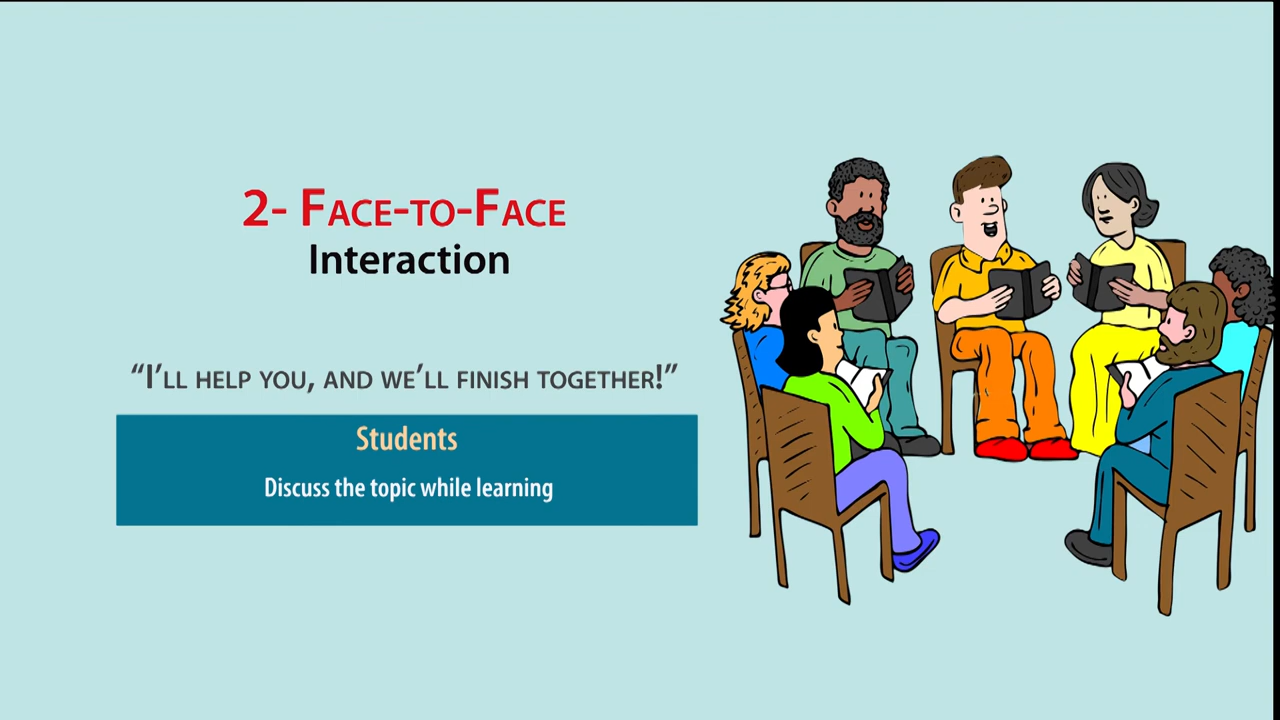 2- Face-to-Face
Interaction
“I’ll help you, and we’ll finish together!”
Students
Discuss the topic while learning